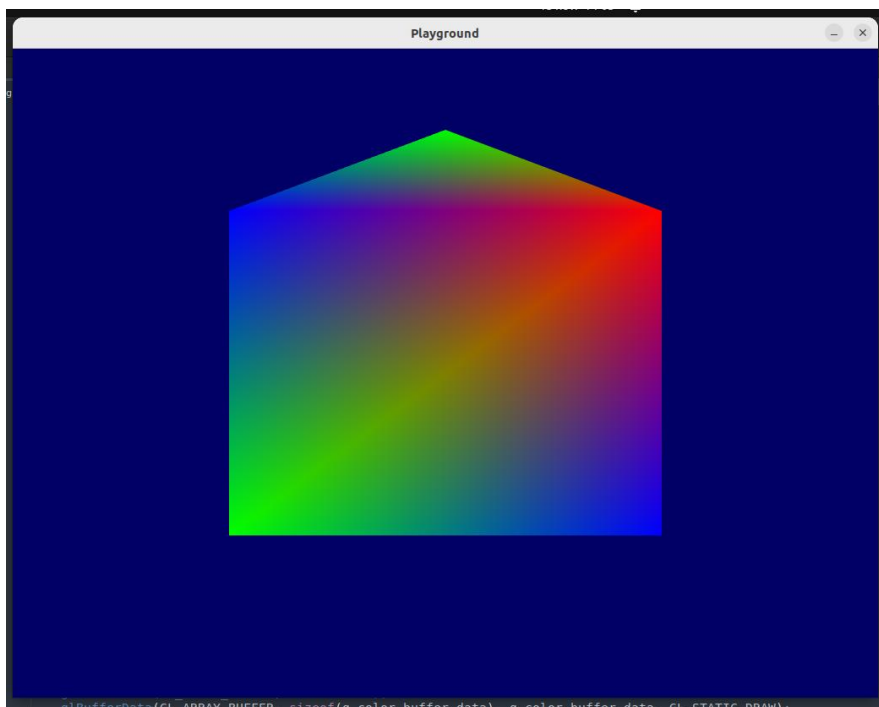 Playground
g
glBufferData(GL_ARRAY_BUFFER, sizeof(g_color_buffer_data), g_color_buffer_data, GL_STATIC_DRAW);